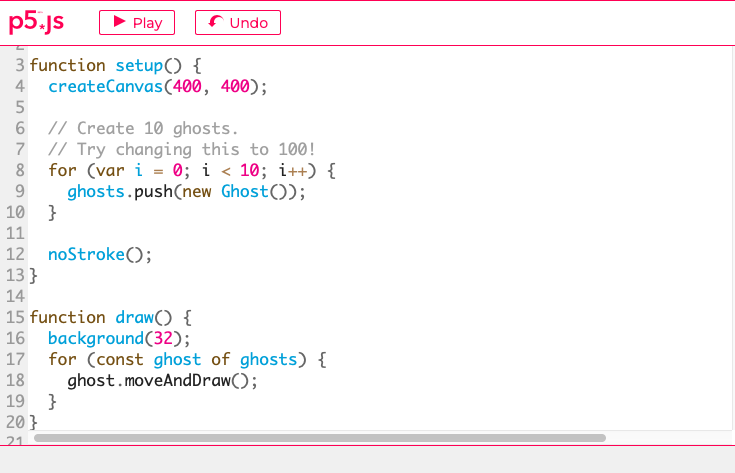 p5.js
Play
Undo
2
3 function setup() {
4   createCanvas(400, 400);
5
6   // Create 10 ghosts.
7   // Try changing this to 100!
8   for (var i = 0; i < 10; i++) {
9     ghosts.push(new Ghost());
10   }
11
12   noStroke();
13 }
14
15 function draw() {
16   background(32);
17   for (const ghost of ghosts) {
18     ghost.moveAndDraw();
19   }
20 }
21